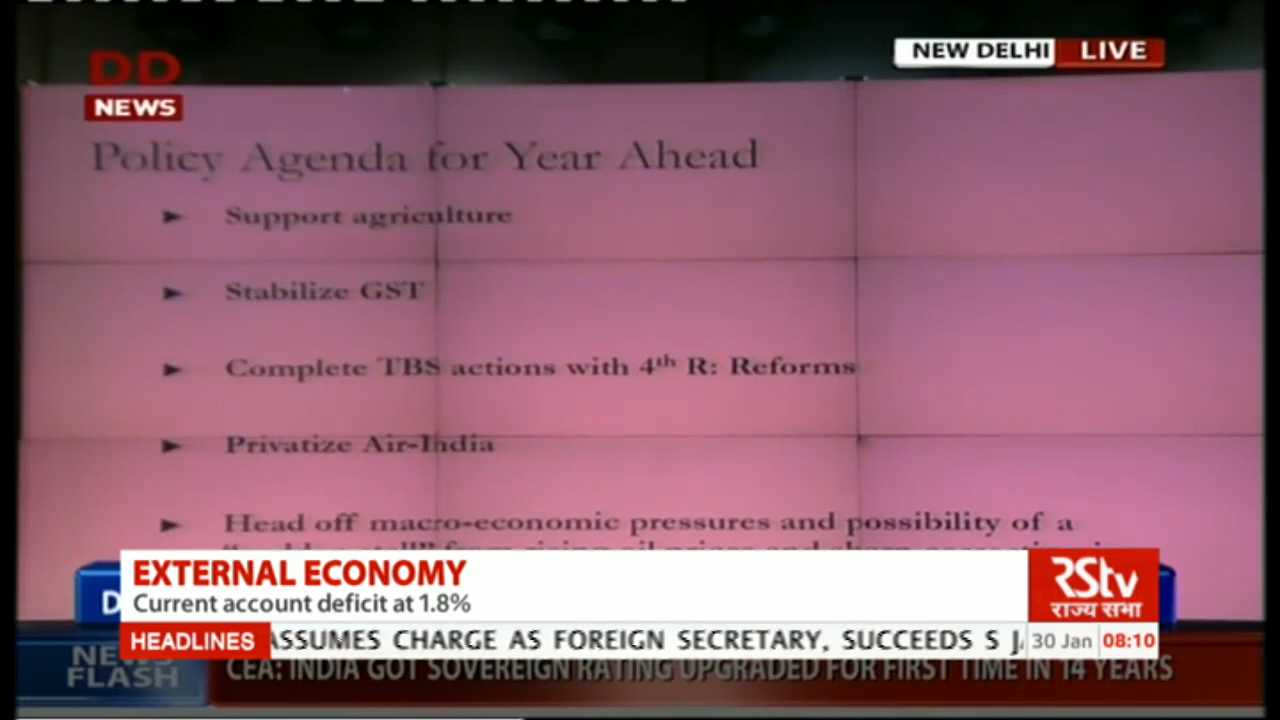 DD
NEWS
NEW DELHI LIVE
Policy Agenda for Year Ahead
► Support agriculture
► Stabilize GST
► Complete TBS actions with 4th R: Reforms
► Privatize Air-India
► Head off macro-economic pressures and possibility of a
EXTERNAL ECONOMY
Current account deficit at 1.8%
RStv
राज्य सभा
D
HEADLINES ASSUMES CHARGE AS FOREIGN SECRETARY, SUCCEEDS S 30 Jan 08:10
NEWS FLASH
CEA: INDIA GOT SOVEREIGN RATING UPGRADED FOR FIRST TIME IN 14 YEARS